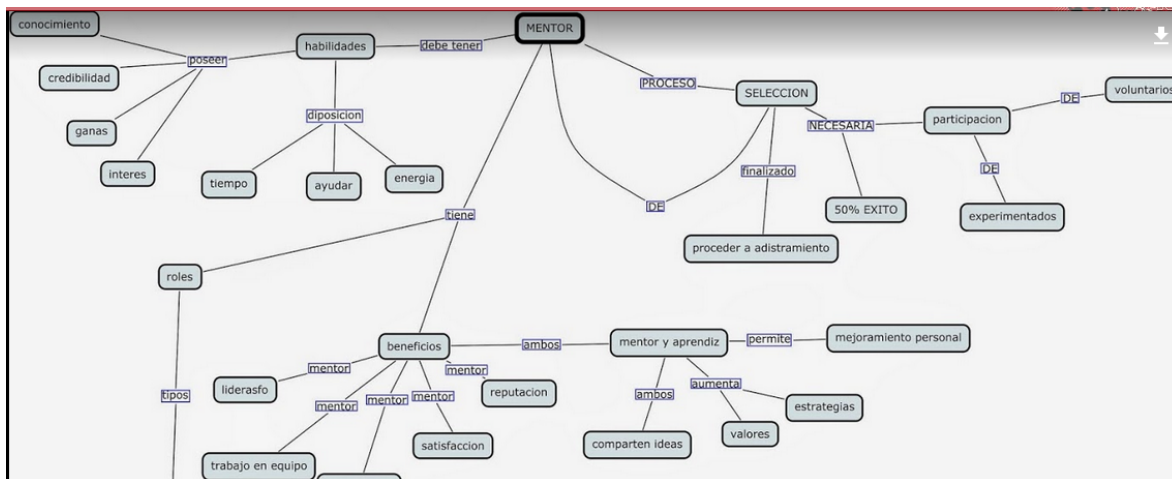 MENTOR
conocimiento
habilidades
debe tener
poseer
credibilidad
PROCESO
SELECCION
voluntarios
DE
diposicion
participacion
NECESARIA
ganas
interes
tiempo
ayudar
energia
finalizado
DE
50% EXITO
experimentados
DE
tiene
proceder a adistramiento
roles
beneficios
ambos
mentor y aprendiz
permite
mejoramiento personal
tipos
liderasfo
mentor
mentor
mentor
mentor
mentor
reputacion
ambos
aumenta
estrategias
valores
satisfaccion
comparten ideas
trabajo en equipo